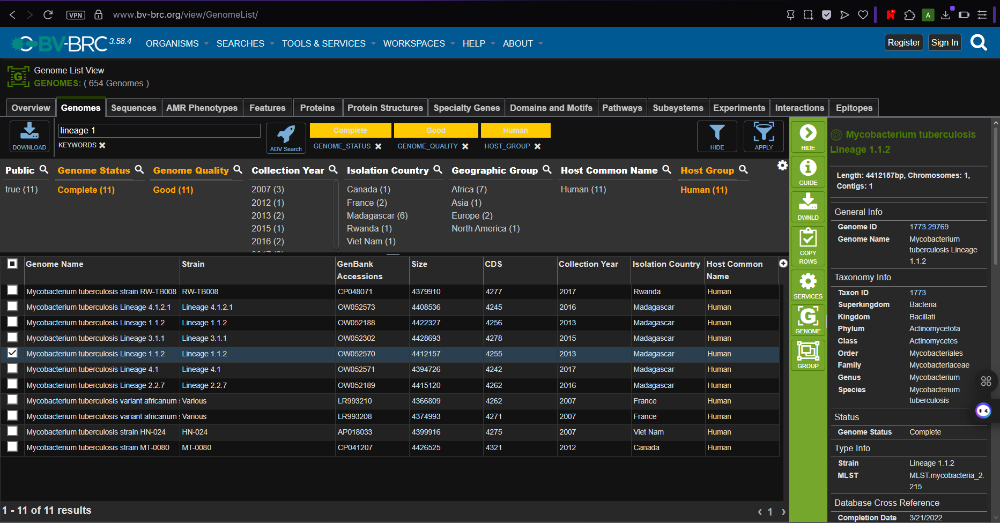 VPN www.bv-brc.org/view/GenomeList/ A
BV-BRC 3.58.4 ORGANISMS SEARCHES TOOLS & SERVICES WORKSPACES HELP ABOUT Register Sign In
Genome List View
GENOMES: ( 654 Genomes )
Overview Genomes Sequences AMR Phenotypes Features Proteins Protein Structures Specialty Genes Domains and Motifs Pathways Subsystems Experiments Interactions Epitopes
DOWNLOAD
lineage 1
KEYWORDS
ADV Search
Complete Good Human
GENOME_STATUS GENOME_QUALITY HOST_GROUP
HIDE APPLY
Public Genome Status Genome Quality Collection Year Isolation Country Geographic Group Host Common Name Host Group
true (11) Complete (11) Good (11) 2007 (3) Canada (1) Africa (7) Human (11) Human (11)
2012 (1) France (2) Asia (1)
2013 (2) Madagascar (6) Europe (2)
2015 (1) Rwanda (1) North America (1)
2016 (2) Viet Nam (1)
Genome Name Strain GenBank Accessions Size CDS Collection Year Isolation Country Host Common Name
Mycobacterium tuberculosis strain RW-TB008 RW-TB008 CP048071 4379910 4277 2017 Rwanda Human
Mycobacterium tuberculosis Lineage 4.1.2.1 Lineage 4.1.2.1 OW052573 4408536 4245 2016 Madagascar Human
Mycobacterium tuberculosis Lineage 1.1.2 Lineage 1.1.2 OW052188 4422327 4256 2013 Madagascar Human
Mycobacterium tuberculosis Lineage 3.1.1 Lineage 3.1.1 OW052302 4428693 4278 2015 Madagascar Human
Mycobacterium tuberculosis Lineage 1.1.2 Lineage 1.1.2 OW052570 4412157 4255 2013 Madagascar Human
Mycobacterium tuberculosis Lineage 4.1 Lineage 4.1 OW052571 4394726 4242 2017 Madagascar Human
Mycobacterium tuberculosis Lineage 2.2.7 Lineage 2.2.7 OW052189 4415120 4262 2016 Madagascar Human
Mycobacterium tuberculosis variant africanum Various LR993210 4366809 4262 2007 France Human
Mycobacterium tuberculosis variant africanum Various LR993208 4374993 4271 2007 France Human
Mycobacterium tuberculosis strain HN-024 HN-024 AP018033 4399916 4275 2007 Viet Nam Human
Mycobacterium tuberculosis strain MT-0080 MT-0080 CP041207 4426525 4321 2012 Canada Human
1 - 11 of 11 results
‹ 1 ›
HIDE
GUIDE
DWNLD
COPY
ROWS
SERVICES
G
GENOME
GROUP
Mycobacterium tuberculosis
Lineage 1.1.2
Length: 4412157bp, Chromosomes: 1,
Contigs: 1
General Info
Genome ID 1773.29769
Genome Name Mycobacterium
tuberculosis Lineage
1.1.2
Taxonomy Info
Taxon ID 1773
Superkingdom Bacteria
Kingdom Bacillati
Phylum Actinomycetota
Class Actinomycetes
Order Mycobacteriales
Family Mycobacteriaceae
Genus Mycobacterium
Species Mycobacterium
tuberculosis
Status
Genome Status Complete
Type Info
Strain Lineage 1.1.2
MLST MLST.mycobacteria_2.
215
Database Cross Reference
Completion Date 3/21/2022